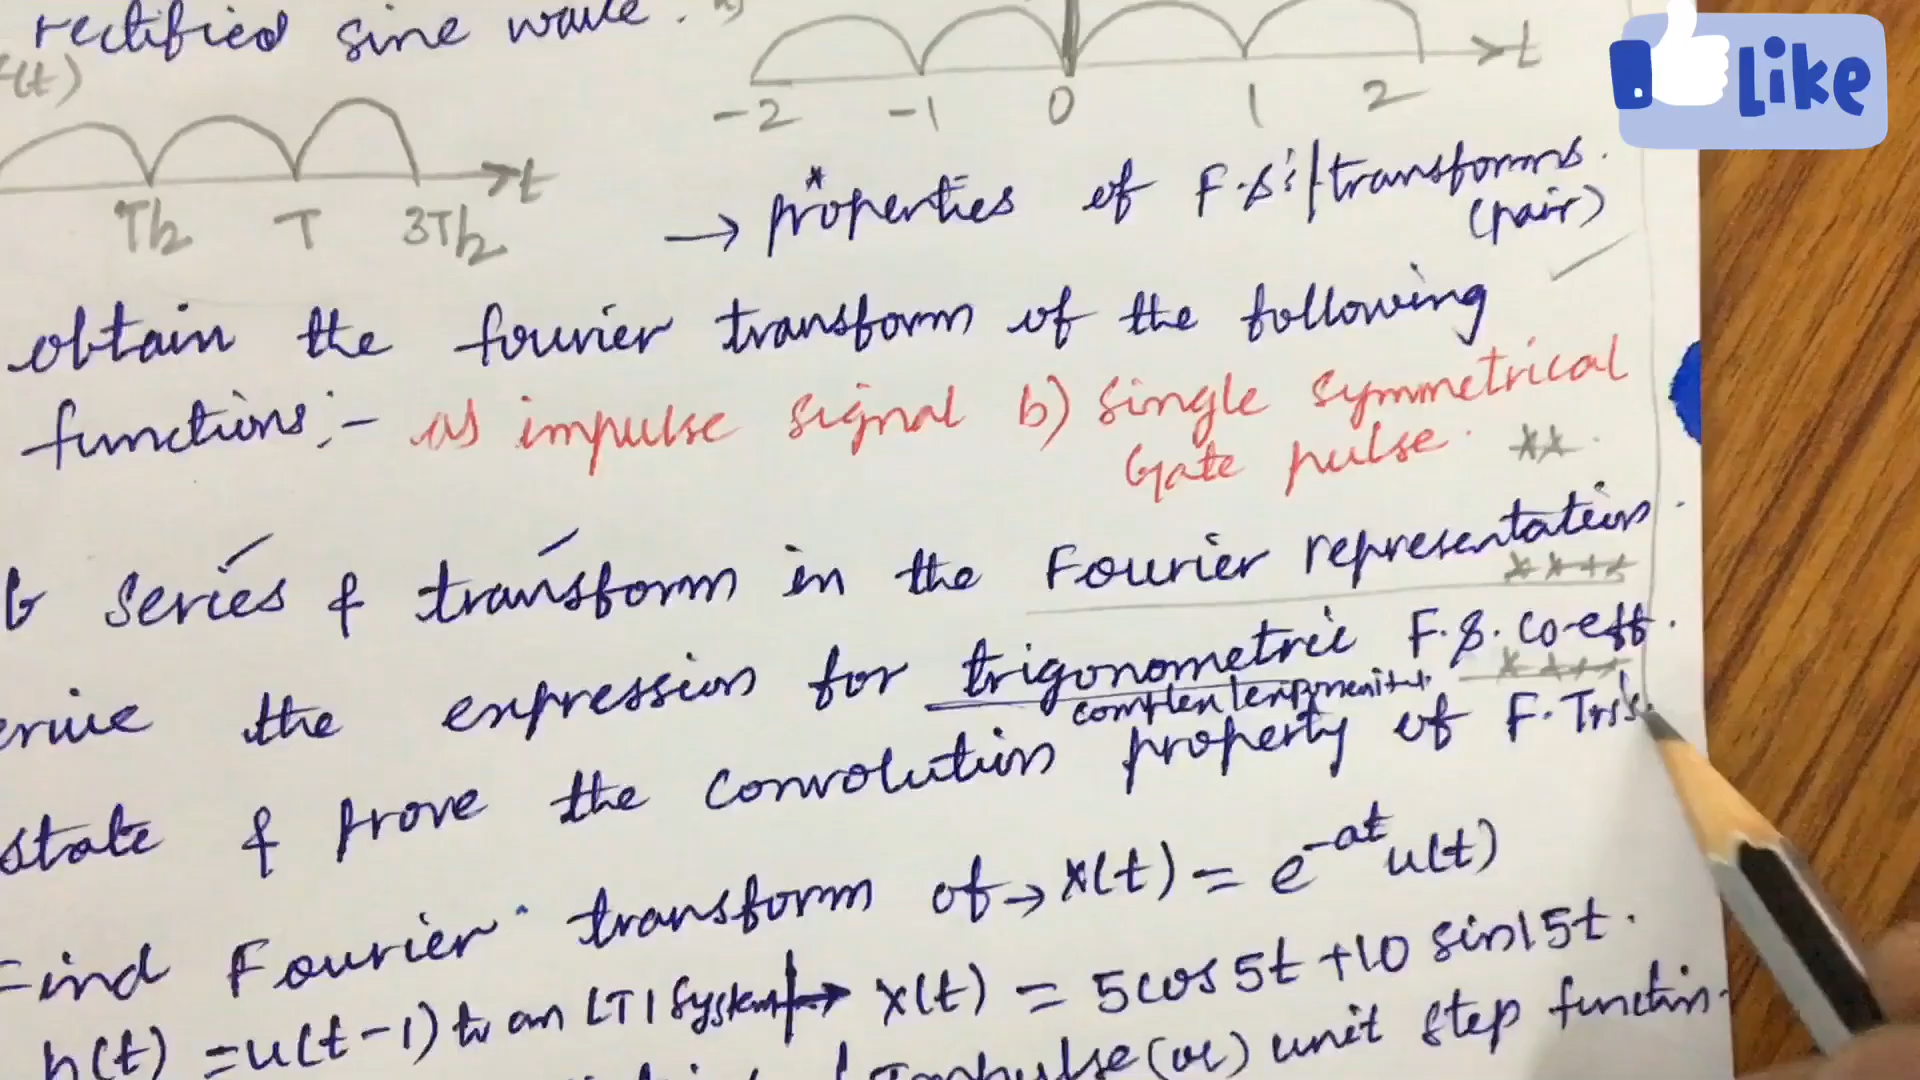 rectified sine wave.
Like
(t)
t
-2 -1 0 1 2
t
T/2 T 3T/2
→ properties of F.S's/transforms.
(pair)
obtain the fourier transform of the following
functions:- a) impulse signal b) single symmetrical
Gate pulse.
series & transform in the Fourier representation.
the expression for trigonometric F.S. co-eff.
state & prove the convolution property of F. Trs's.
Find Fourier transform of → x(t) = e^-at u(t)
x(t) = 5cos5t+10 sin15t.
h(t) = u(t-1) to an LTI System
Impulse (or) unit step function.